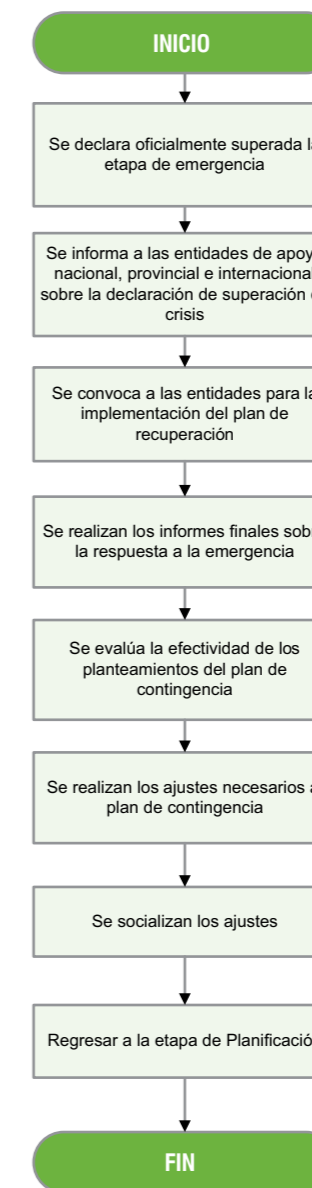 INICIO
Se declara oficialmente superada la
etapa de emergencia
Se informa a las entidades de apoy
nacional, provincial e internacional
sobre la declaración de superación
crisis
Se convoca a las entidades para la
implementación del plan de
recuperación
Se realizan los informes finales sobr
la respuesta a la emergencia
Se evalúa la efectividad de los
planteamientos del plan de
contingencia
Se realizan los ajustes necesarios a
plan de contingencia
Se socializan los ajustes
Regresar a la etapa de Planificació
FIN